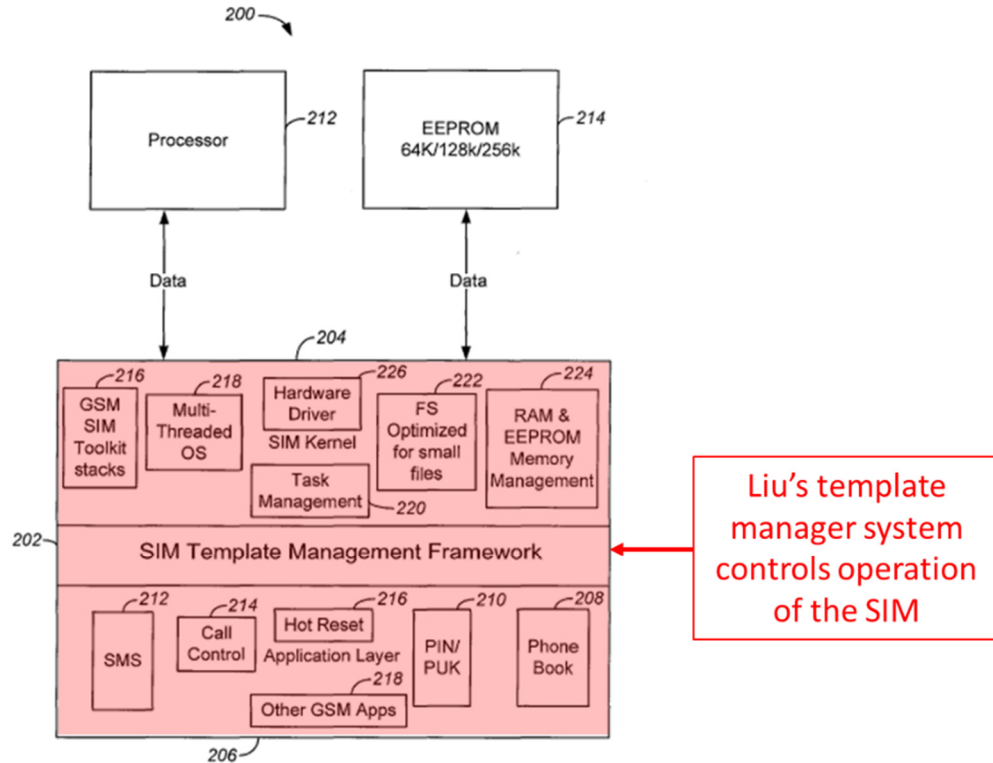 200
Processor
212
EEPROM
64K/128k/256k
214
Data
Data
204
216
GSM
SIM
Toolkit
stacks
218
Multi-
Threaded
OS
226
Hardware
Driver
SIM Kernel
Task
Management
220
222
FS
Optimized
for small
files
224
RAM &
EEPROM
Memory
Management
202
SIM Template Management Framework
Liu's template
manager system
controls operation
of the SIM
212
SMS
214
Call
Control
216
Hot Reset
Application Layer
218
Other GSM Apps
210
PIN/
PUK
208
Phone
Book
206